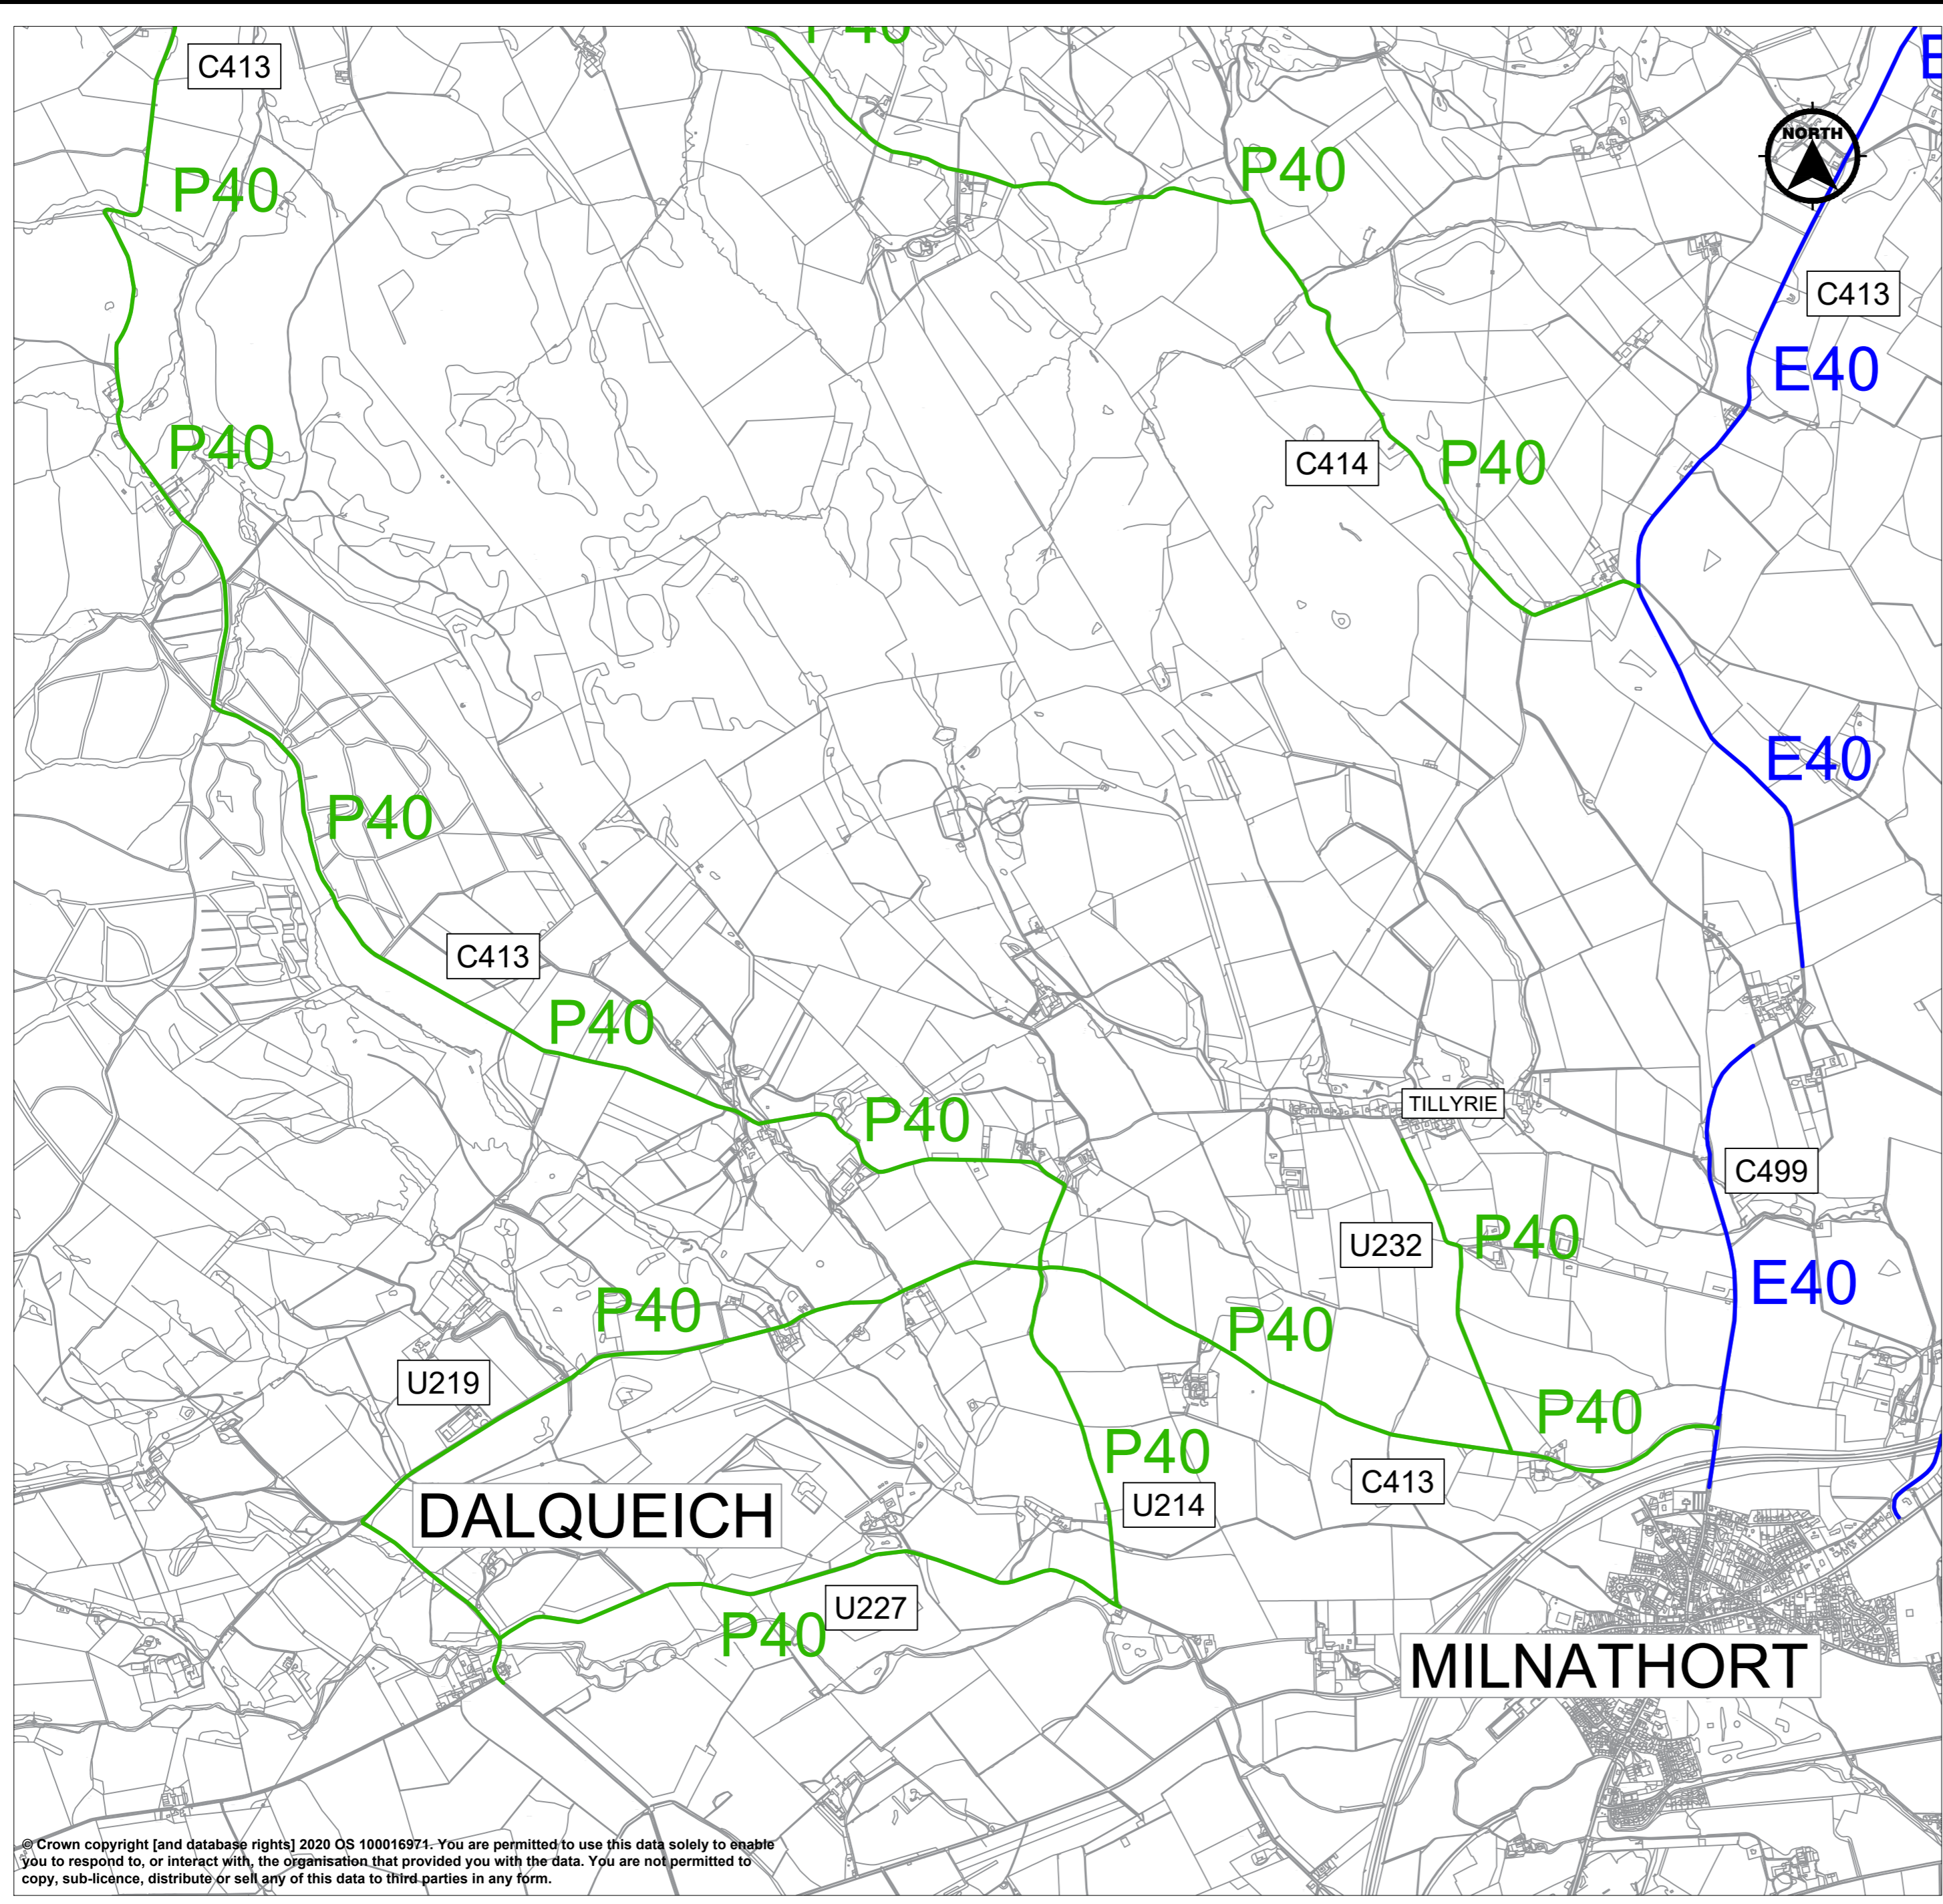 P40
C413
E
NORTH
P40
P40
C413
E40
P40
C414
P40
E40
P40
C413
P40
TILLYRIE
P40
C499
P40
U232
E40
P40
P40
U219
P40
P40
C413
U214
DALQUEICH
U227
P40
MILNATHORT
© Crown copyright [and database rights] 2020 OS 100016971. You are permitted to use this data solely to enable
you to respond to, or interact with, the organisation that provided you with the data. You are not permitted to
copy, sub-licence, distribute or sell any of this data to third parties in any form.